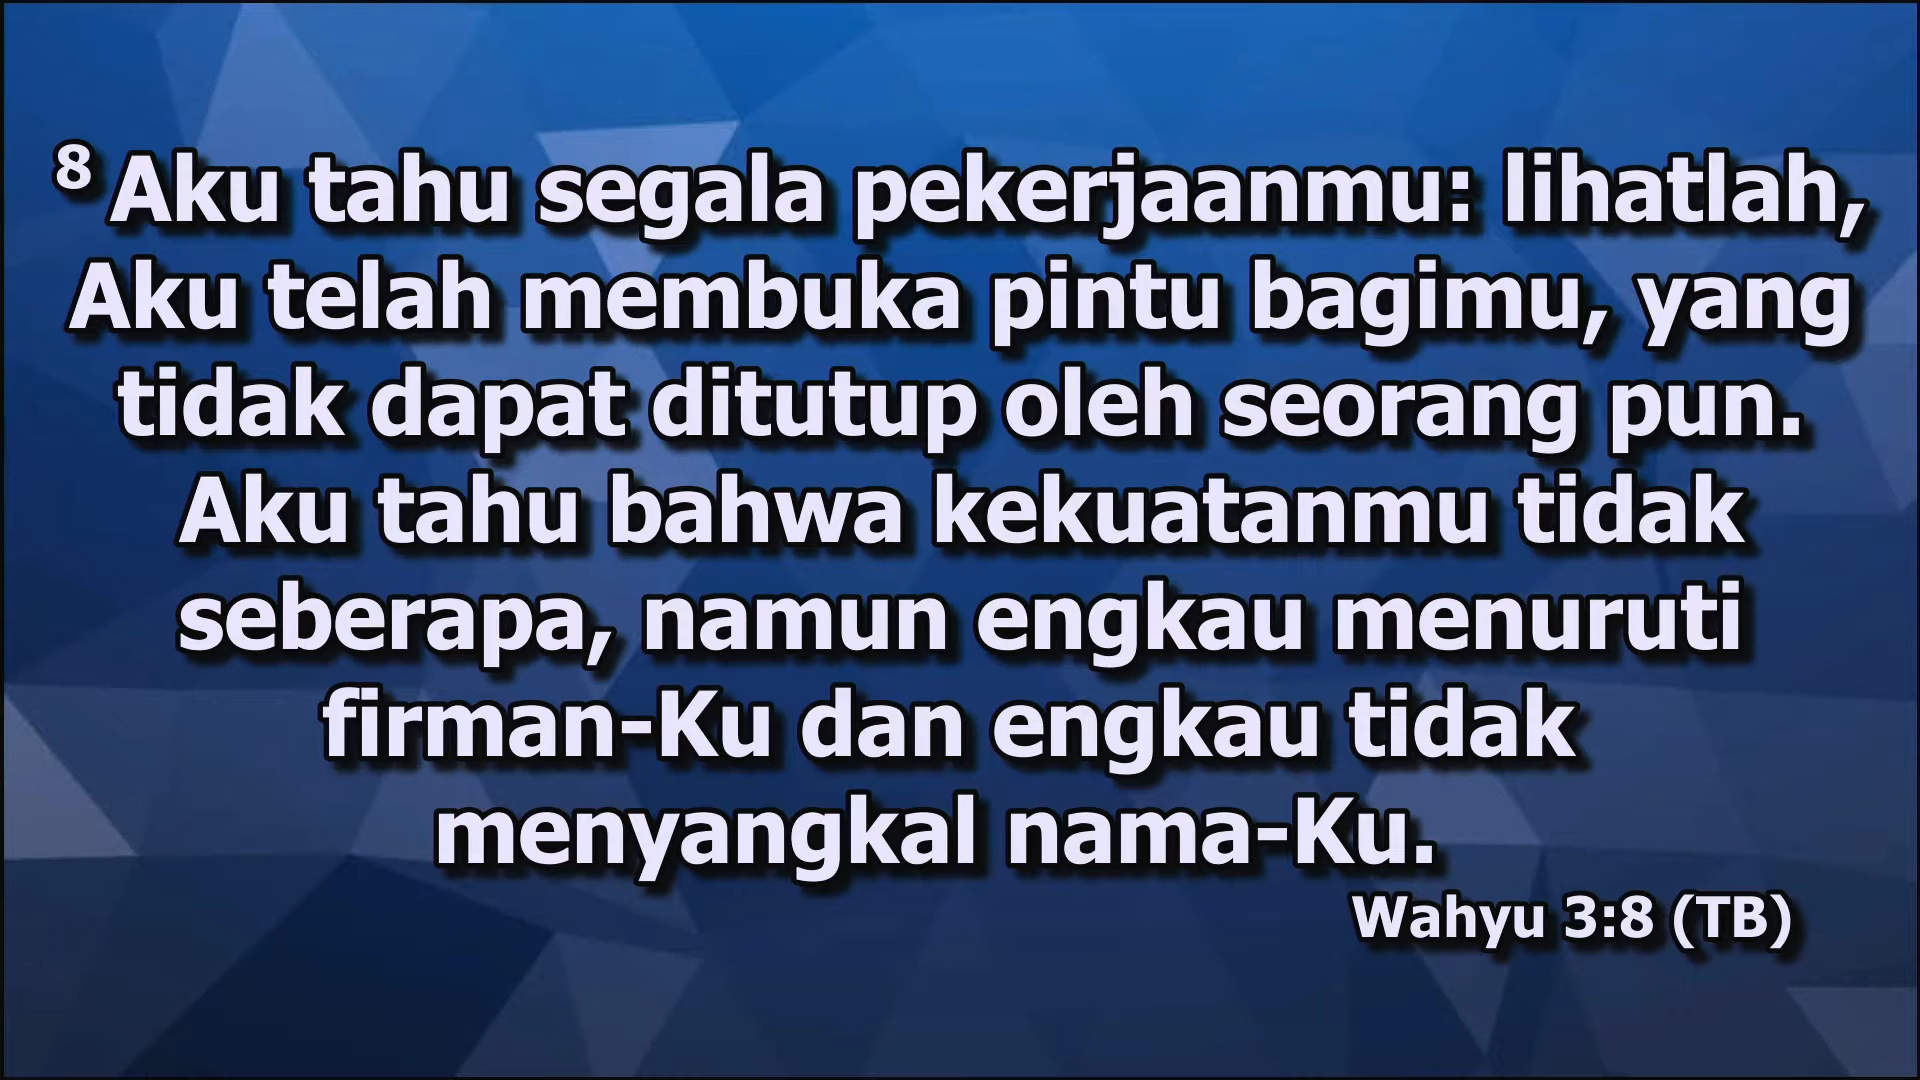 8 Aku tahu segala pekerjaanmu: lihatlah,
Aku telah membuka pintu bagimu, yang
tidak dapat ditutup oleh seorang pun.
Aku tahu bahwa kekuatanmu tidak
seberapa, namun engkau menuruti
firman-Ku dan engkau tidak
menyangkal nama-Ku.
Wahyu 3:8 (TB)